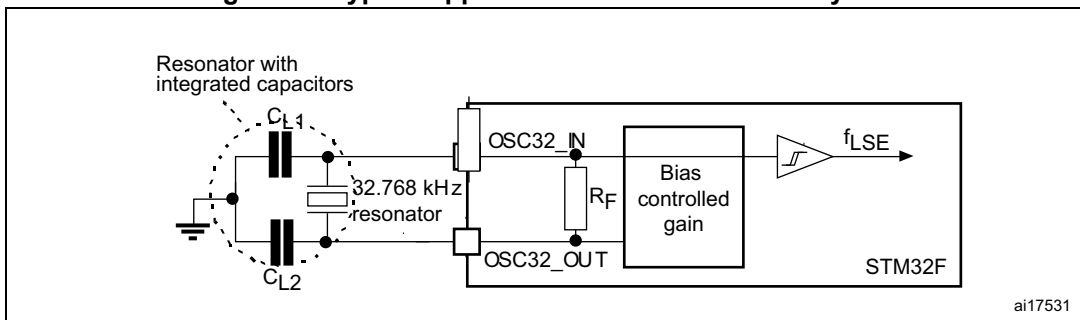 Resonator with
integrated capacitors
CL1
OSC32_IN
fLSE
32.768 kHz
resonator
RF
Bias
controlled
gain
OSC32_OUT
STM32F
CL2
ai17531